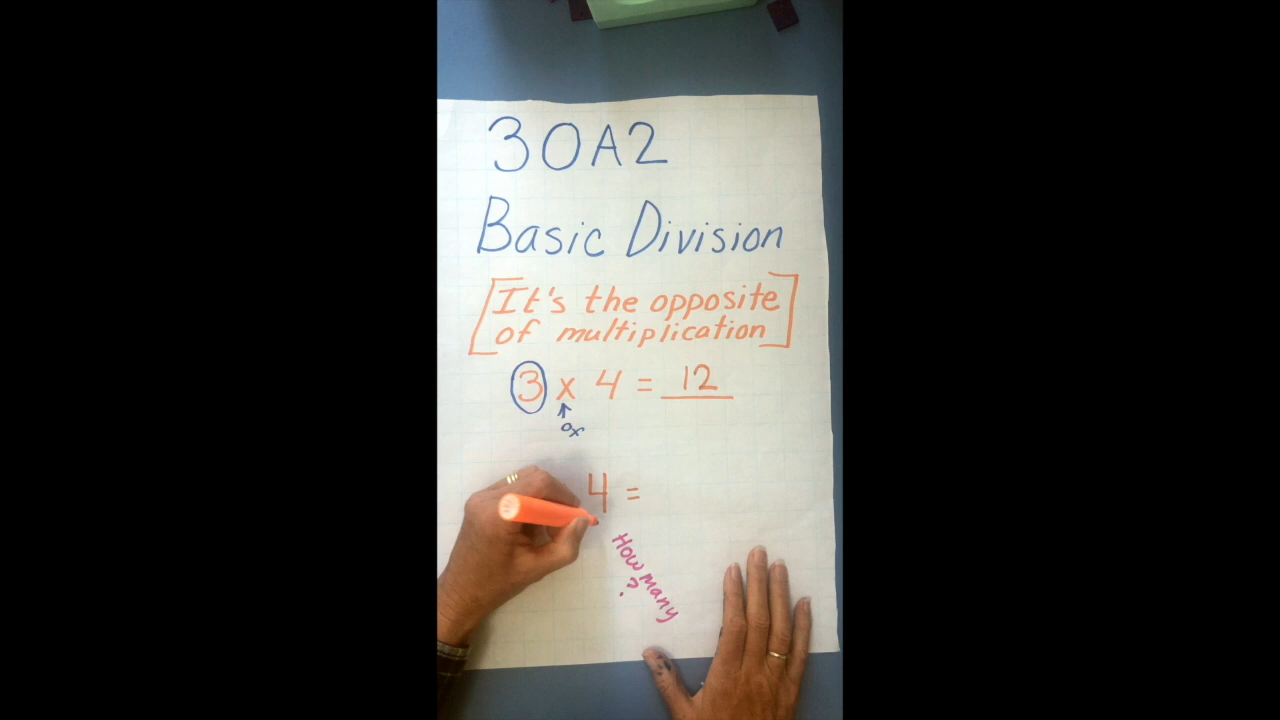 3OA2
Basic Division
[It's the opposite
of multiplication]
3 x 4 = 12
↑
of
4 =
How many
?